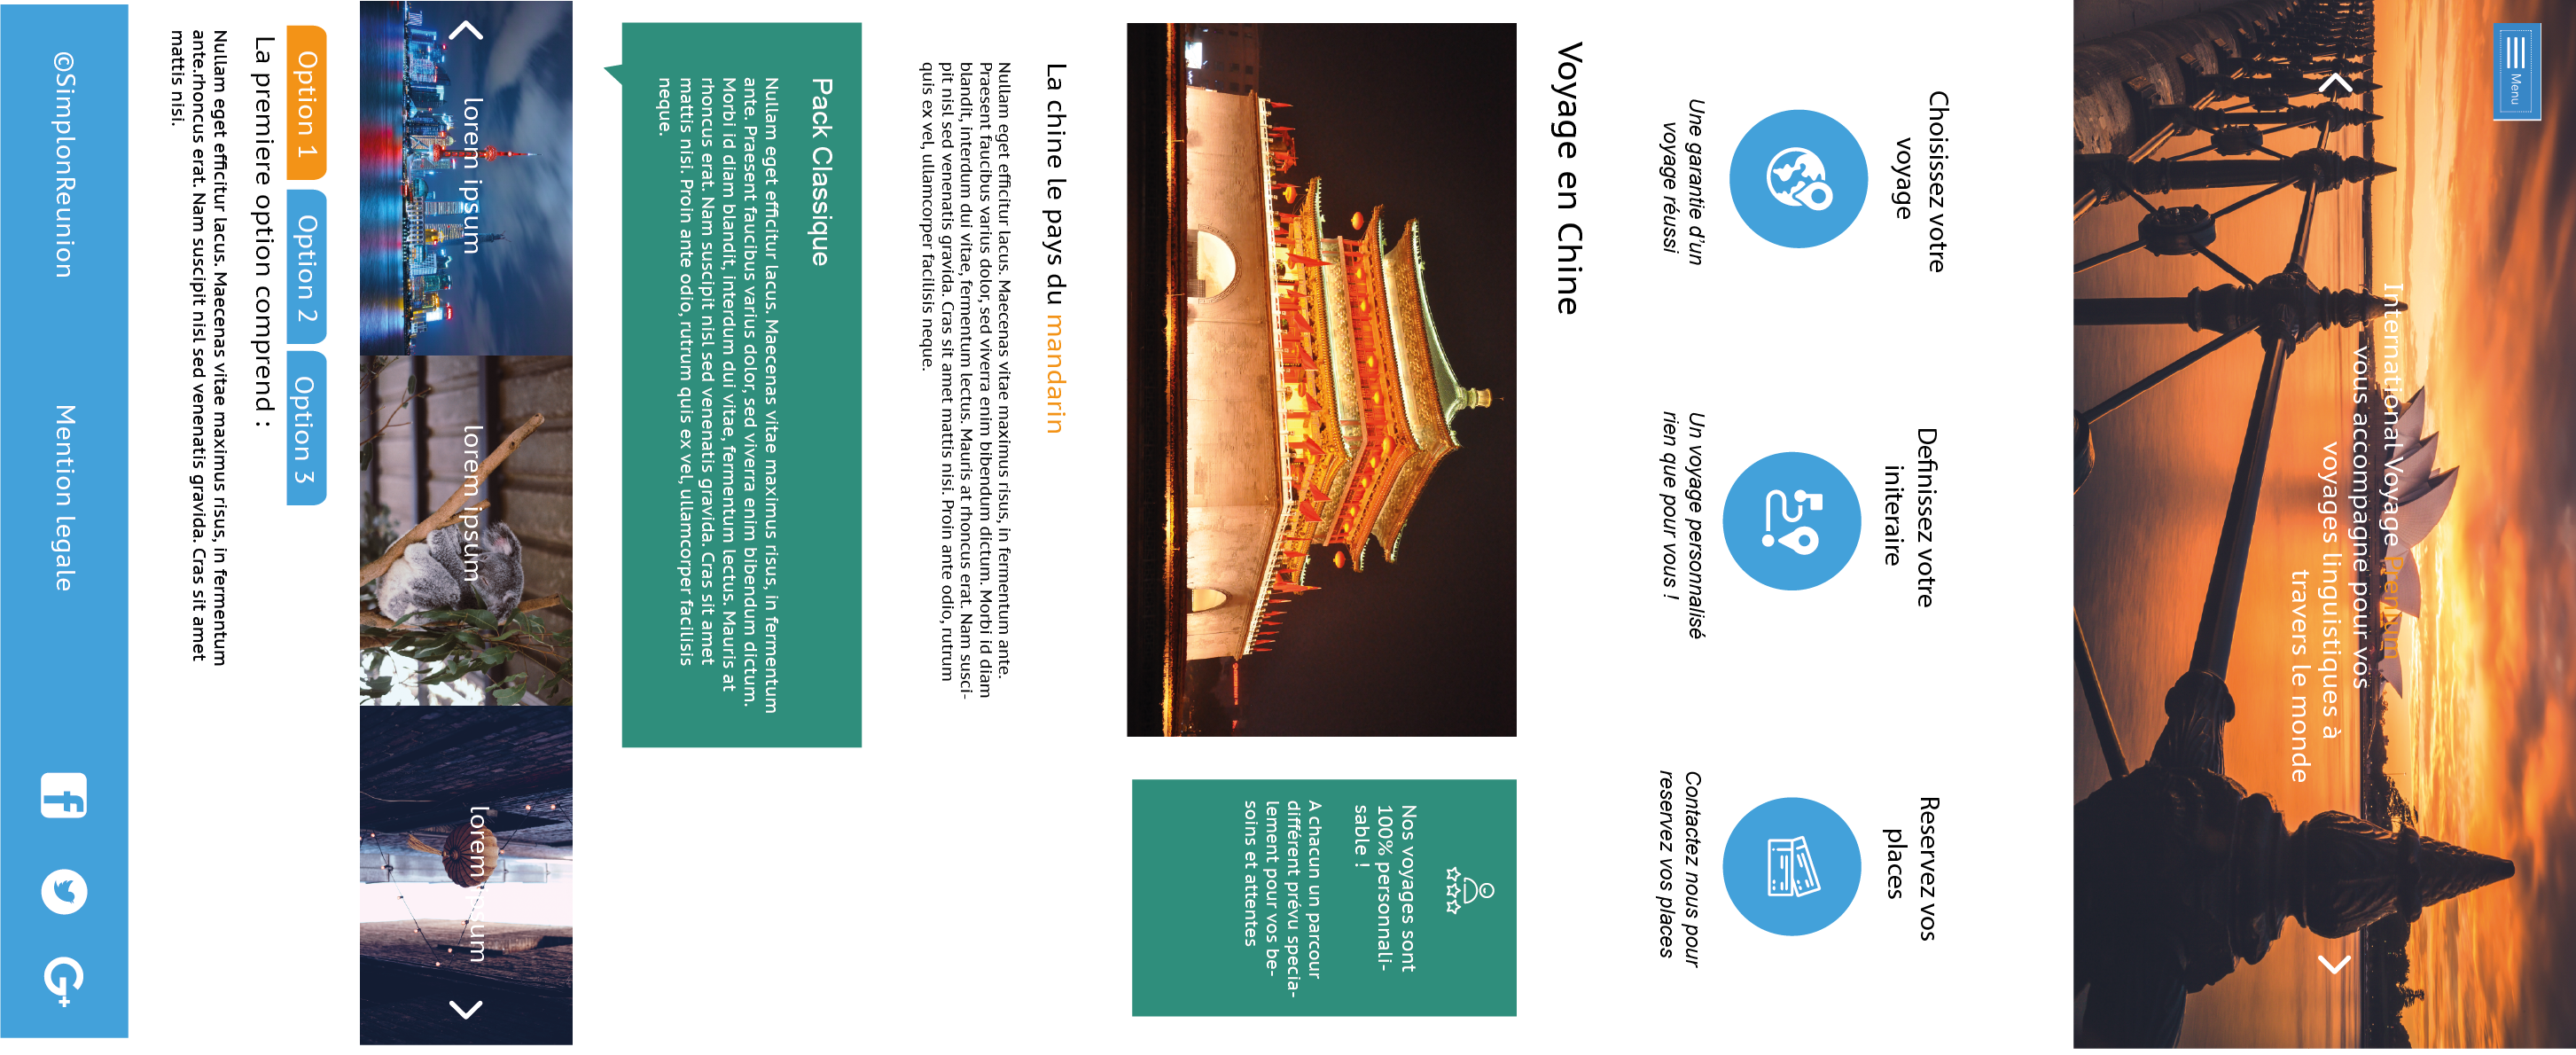 Menu
International Voyage Premium
vous accompagne pour vos
voyages linguistiques à
travers le monde
Choisissez votre
voyage
Une garantie d'un
voyage réussi
Definissez votre
initeraire
Un voyage personnalisé
rien que pour vous !
Reservez vos
places
Contactez nous pour
reservez vos places
Voyage en Chine
Nos voyages sont
100% personnali-
sable !
A chacun un parcour
différent prévu specia-
lement pour vos be-
soins et attentes
La chine le pays du mandarin
Nullam eget efficitur lacus. Maecenas vitae maximus risus, in fermentum ante.
Praesent faucibus varius dolor, sed viverra enim bibendum dictum. Morbi id diam
blandit, interdum dui vitae, fermentum lectus. Mauris at rhoncus erat. Nam susci-
pit nisl sed venenatis gravida. Cras sit amet mattis nisi. Proin ante odio, rutrum
quis ex vel, ullamcorper facilisis neque.
Pack Classique
Nullam eget efficitur lacus. Maecenas vitae maximus risus, in fermentum
ante. Praesent faucibus varius dolor, sed viverra enim bibendum dictum.
Morbi id diam blandit, interdum dui vitae, fermentum lectus. Mauris at
rhoncus erat. Nam suscipit nisl sed venenatis gravida. Cras sit amet
mattis nisi. Proin ante odio, rutrum quis ex vel, ullamcorper facilisis
neque.
lorem ipsum
lorem ipsum
lorem ipsum
Option 1
Option 2
Option 3
La premiere option comprend :
Nullam eget efficitur lacus. Maecenas vitae maximus risus, in fermentum
ante.rhoncus erat. Nam suscipit nisl sed venenatis gravida. Cras sit amet
mattis nisi.
©SimplonReunion
Mention legale